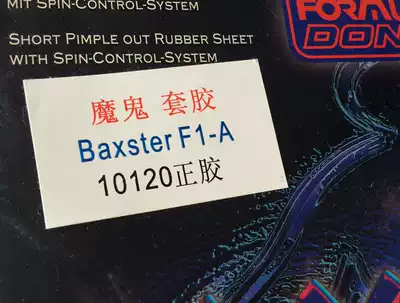 MIT SPIN-CONTROL-SYSTEM
SHORT PIMPLE OUT RUBBER SHEET
WITH SPIN-CONTROL-SYSTEM
魔鬼 套胶
Baxster F1-A
10120正胶